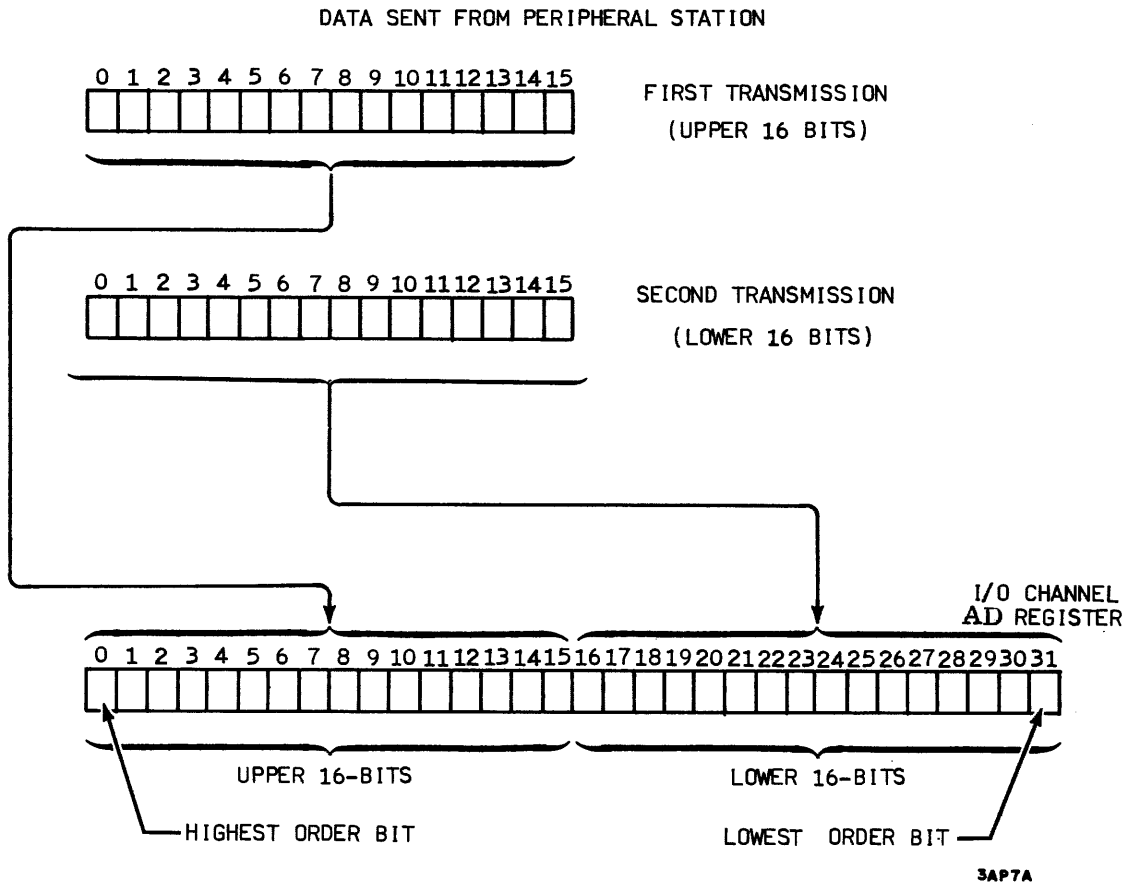 DATA SENT FROM PERIPHERAL STATION
0 1 2 3 4 5 6 7 8 9 10 11 12 13 14 15
FIRST TRANSMISSION
(UPPER 16 BITS)
0 1 2 3 4 5 6 7 8 9 10 11 12 13 14 15
SECOND TRANSMISSION
(LOWER 16 BITS)
I/O CHANNEL
AD REGISTER
0 1 2 3 4 5 6 7 8 9 10 11 12 13 14 15 16 17 18 19 20 21 22 23 24 25 26 27 28 29 30 31
UPPER 16-BITS
LOWER 16-BITS
HIGHEST ORDER BIT
LOWEST ORDER BIT
3AP7A